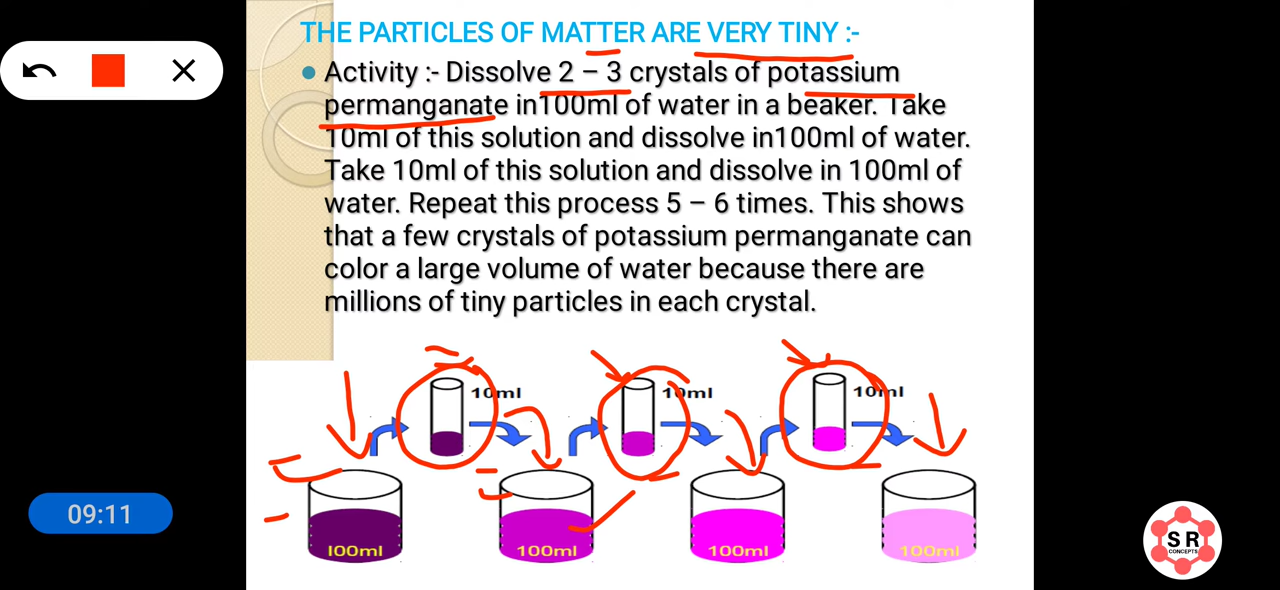 THE PARTICLES OF MATTER ARE VERY TINY :-
Activity :- Dissolve 2 – 3 crystals of potassium
permanganate in100ml of water in a beaker. Take
10ml of this solution and dissolve in100ml of water.
Take 10ml of this solution and dissolve in 100ml of
water. Repeat this process 5 – 6 times. This shows
that a few crystals of potassium permanganate can
color a large volume of water because there are
millions of tiny particles in each crystal.
10ml 10ml 10ml
09:11
I00ml 100ml 100ml 100ml
S R
CONCEPTS